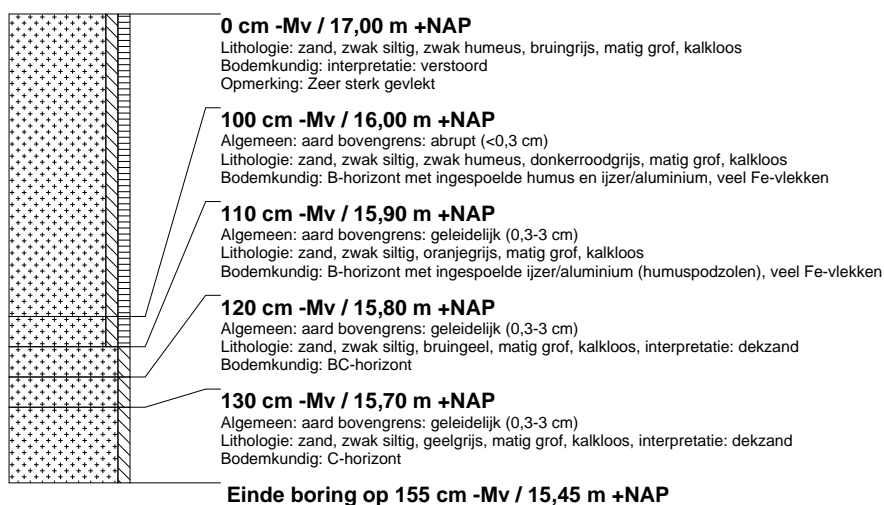 0 cm -Mv / 17,00 m +NAP
Lithologie: zand, zwak siltig, zwak humeus, bruingrijs, matig grof, kalkloos
Bodemkundig: interpretatie: verstoord
Opmerking: Zeer sterk gevlekt
100 cm -Mv / 16,00 m +NAP
Algemeen: aard bovengrens: abrupt (<0,3 cm)
Lithologie: zand, zwak siltig, zwak humeus, donkerroodgrijs, matig grof, kalkloos
Bodemkundig: B-horizont met ingespoelde humus en ijzer/aluminium, veel Fe-vlekken
110 cm -Mv / 15,90 m +NAP
Algemeen: aard bovengrens: geleidelijk (0,3-3 cm)
Lithologie: zand, zwak siltig, oranjegrijs, matig grof, kalkloos
Bodemkundig: B-horizont met ingespoelde ijzer/aluminium (humuspodzolen), veel Fe-vlekken
120 cm -Mv / 15,80 m +NAP
Algemeen: aard bovengrens: geleidelijk (0,3-3 cm)
Lithologie: zand, zwak siltig, bruingeel, matig grof, kalkloos, interpretatie: dekzand
Bodemkundig: BC-horizont
130 cm -Mv / 15,70 m +NAP
Algemeen: aard bovengrens: geleidelijk (0,3-3 cm)
Lithologie: zand, zwak siltig, geelgrijs, matig grof, kalkloos, interpretatie: dekzand
Bodemkundig: C-horizont
Einde boring op 155 cm -Mv / 15,45 m +NAP